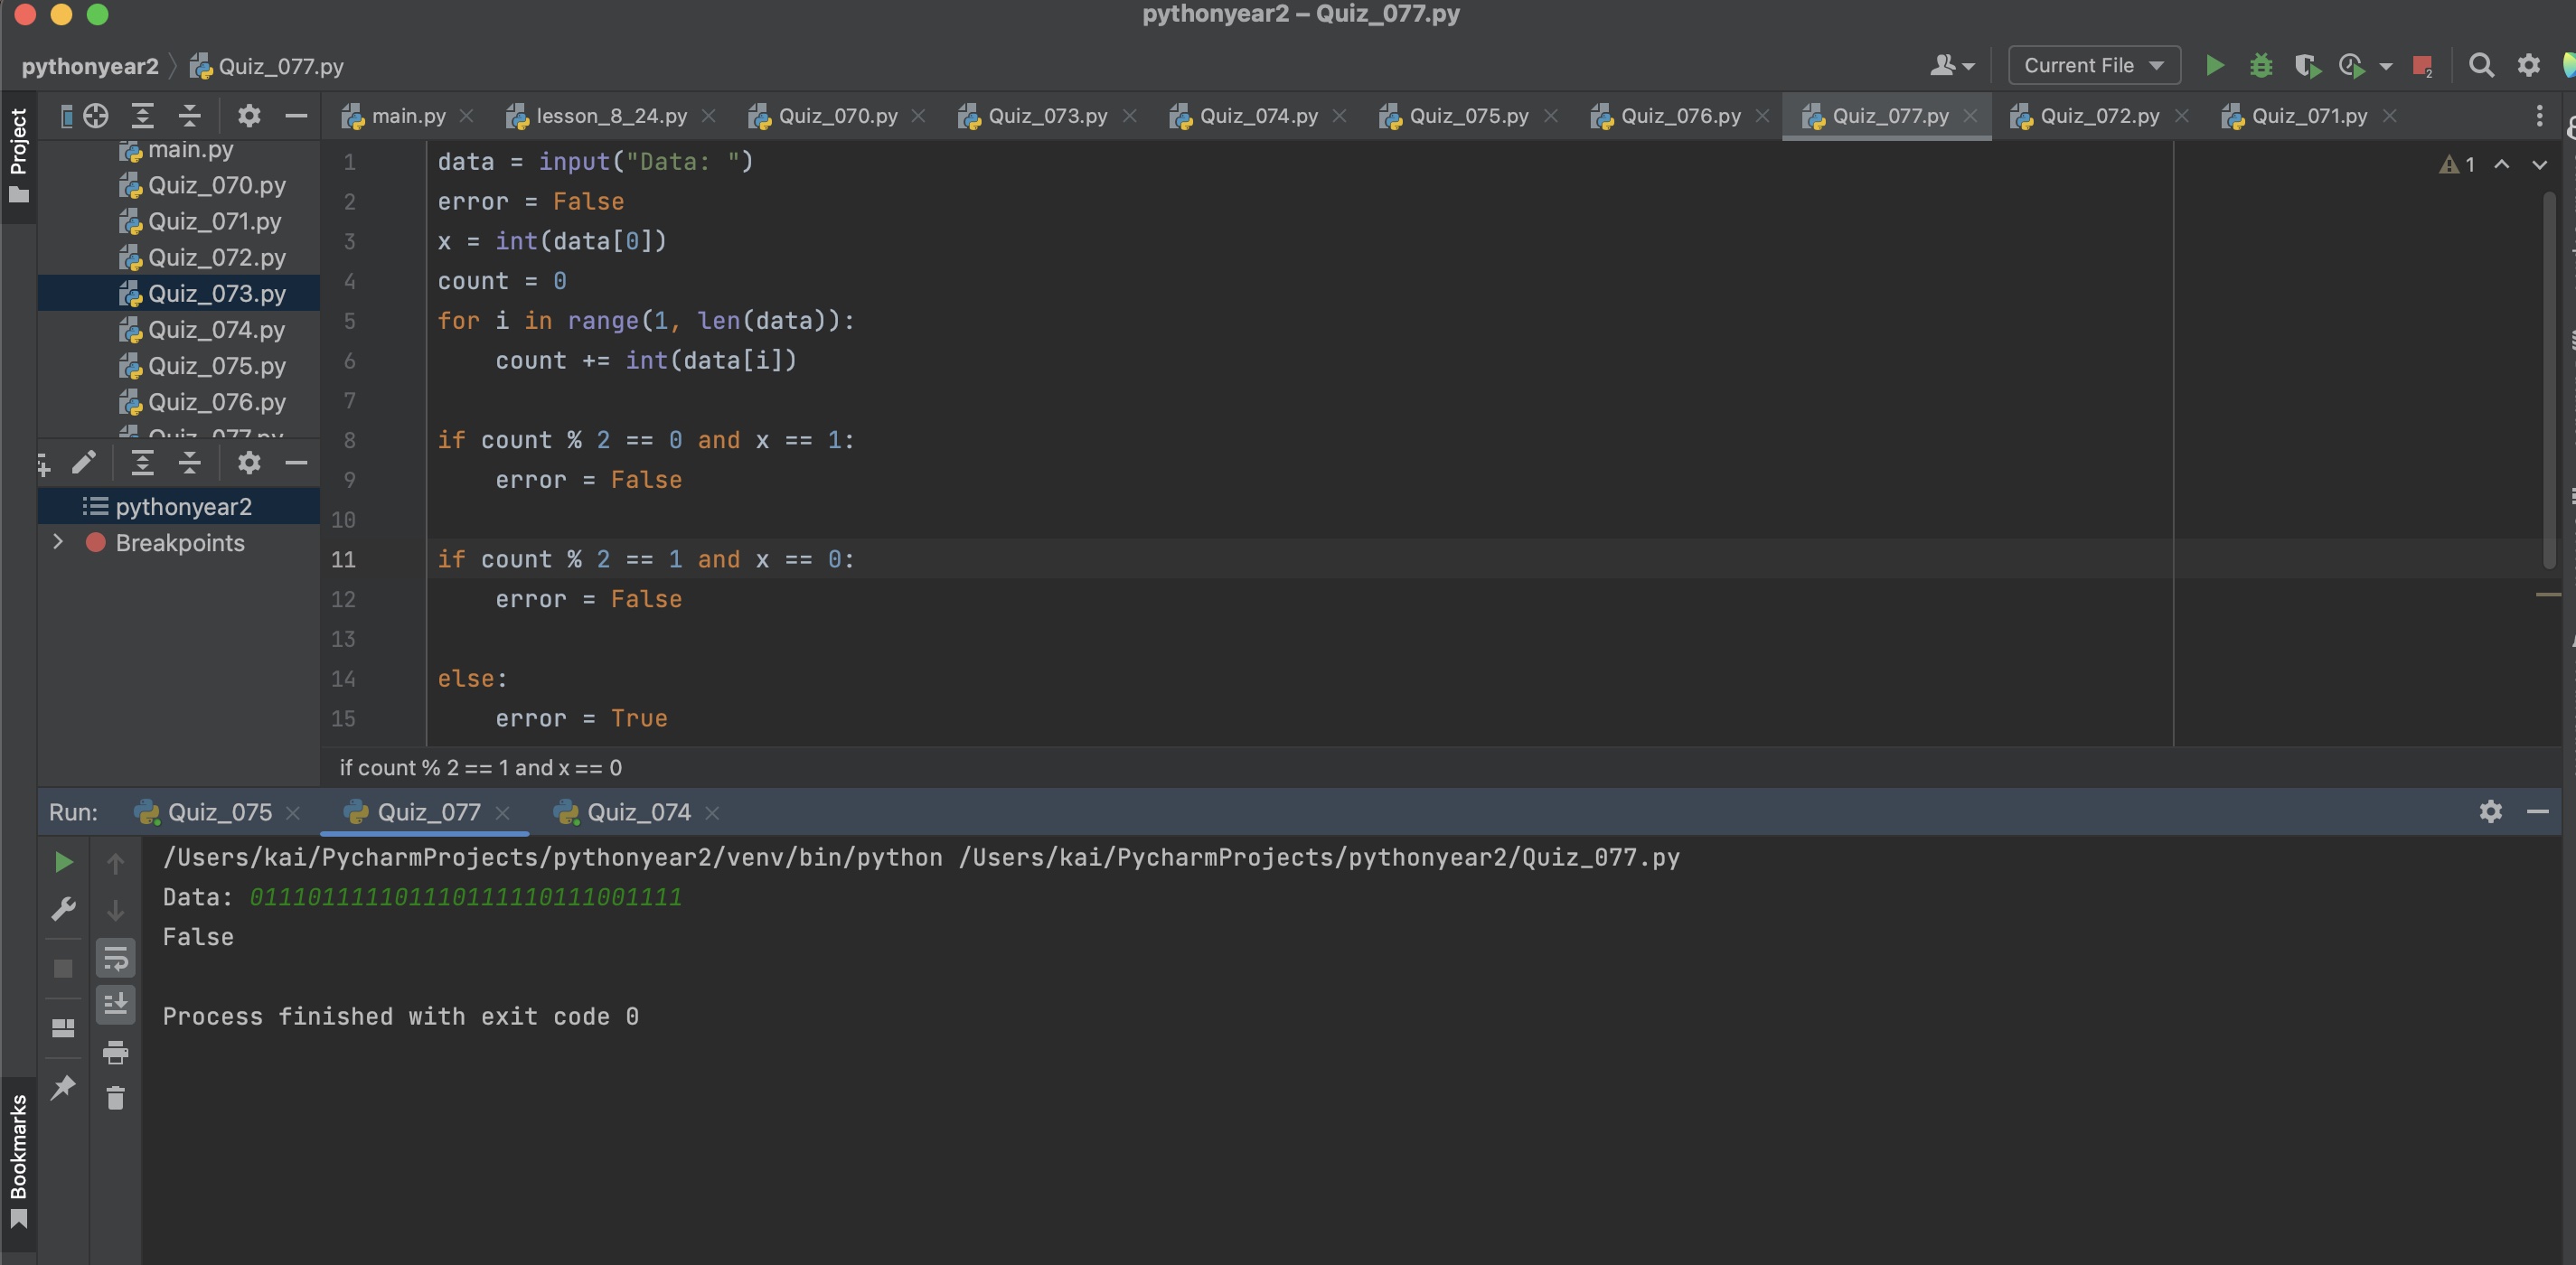 pythonyear2 – Quiz_077.py
pythonyear2 Quiz_077.py
Current File
2
Project
main.py
Quiz_070.py
Quiz_071.py
Quiz_072.py
Quiz_073.py
Quiz_074.py
Quiz_075.py
Quiz_076.py
Quiz_077.py
pythonyear2
Breakpoints
main.py lesson_8_24.py Quiz_070.py Quiz_073.py Quiz_074.py Quiz_075.py Quiz_076.py Quiz_077.py Quiz_072.py Quiz_071.py
1
1 data = input("Data: ")
2 error = False
3 x = int(data[0])
4 count = 0
5 for i in range(1, len(data)):
6 count += int(data[i])
7
8 if count % 2 == 0 and x == 1:
9 error = False
10
11 if count % 2 == 1 and x == 0:
12 error = False
13
14 else:
15 error = True
if count % 2 == 1 and x == 0
Run: Quiz_075 Quiz_077 Quiz_074
/Users/kai/PycharmProjects/pythonyear2/venv/bin/python /Users/kai/PycharmProjects/pythonyear2/Quiz_077.py
Data: 011101111101110111110111001111
False
Process finished with exit code 0
Bookmarks